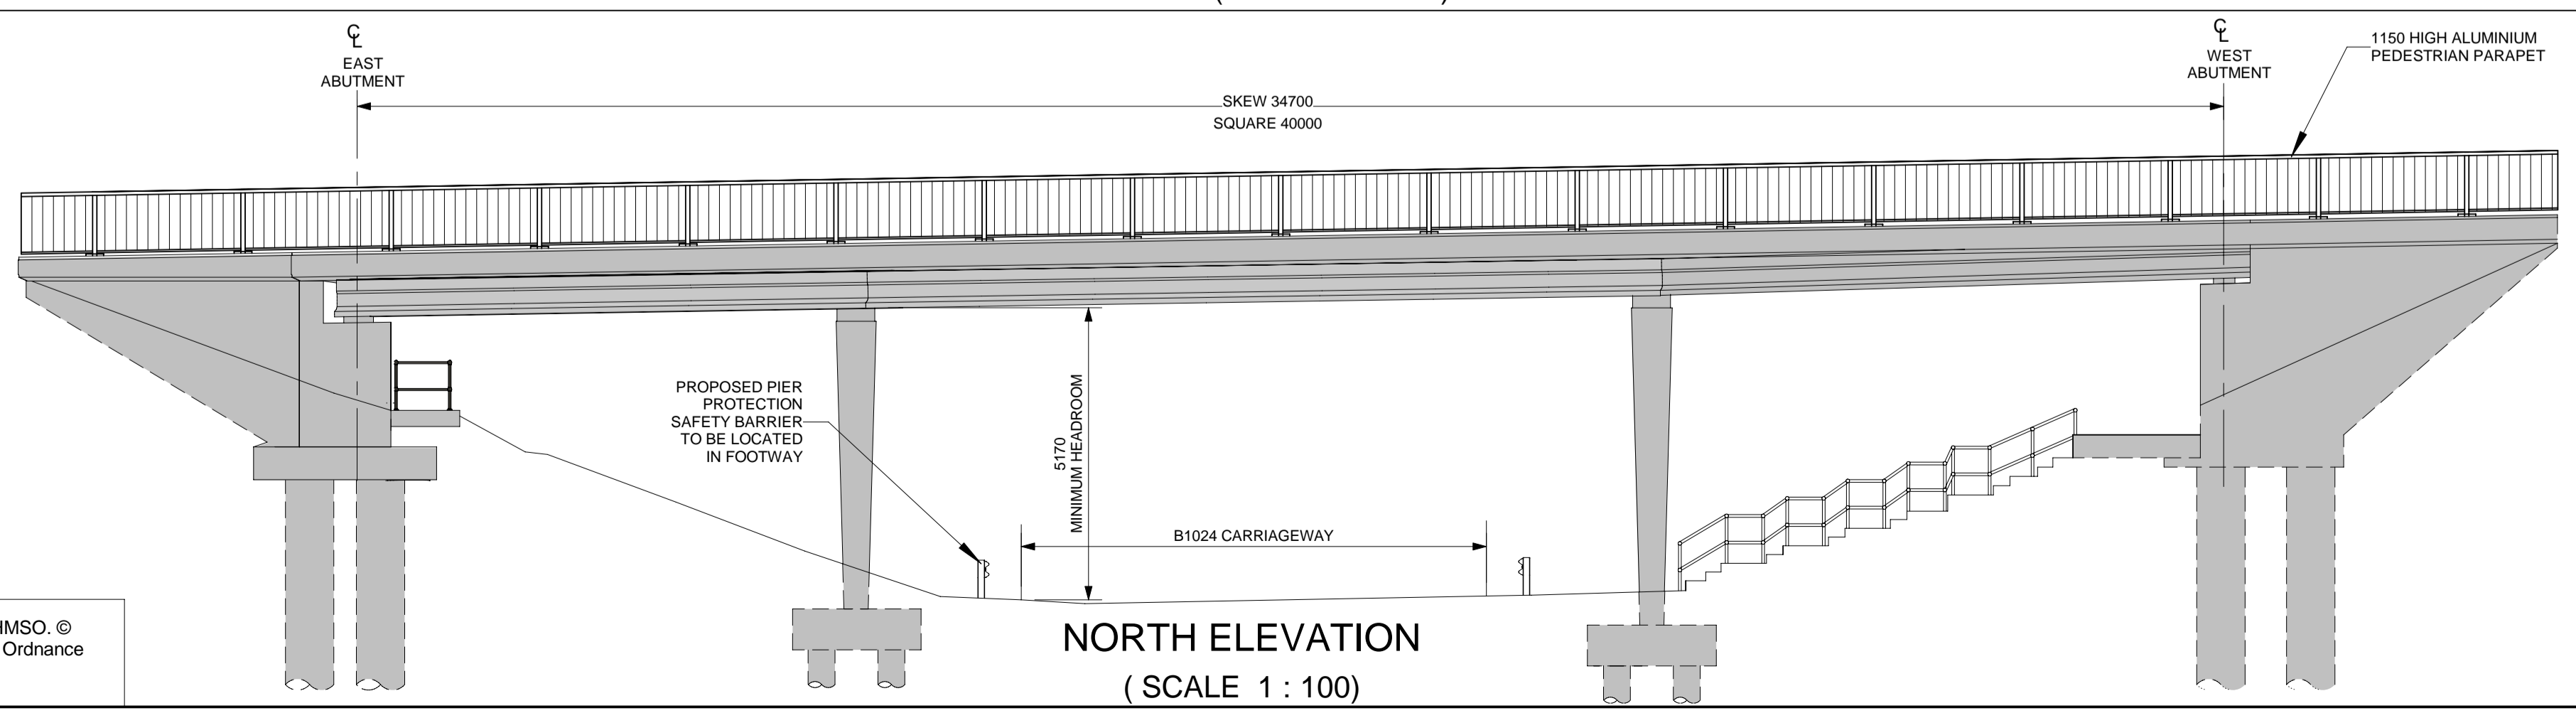 ℄
EAST
ABUTMENT
℄
WEST
ABUTMENT
1150 HIGH ALUMINIUM
PEDESTRIAN PARAPET
SKEW 34700
SQUARE 40000
PROPOSED PIER
PROTECTION
SAFETY BARRIER
TO BE LOCATED
IN FOOTWAY
5170
MINIMUM HEADROOM
B1024 CARRIAGEWAY
HMSO. ©
Ordnance
NORTH ELEVATION
( SCALE 1 : 100)